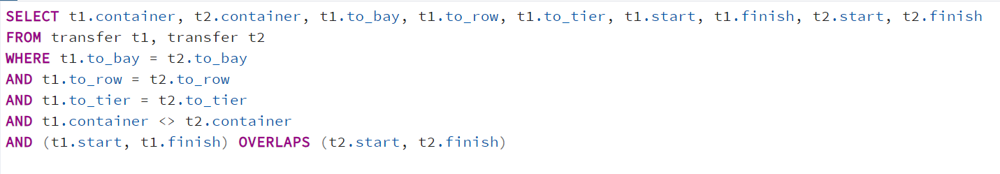 SELECT t1.container, t2.container, t1.to_bay, t1.to_row, t1.to_tier, t1.start, t1.finish, t2.start, t2.finish
FROM transfer t1, transfer t2
WHERE t1.to_bay = t2.to_bay
AND t1.to_row = t2.to_row
AND t1.to_tier = t2.to_tier
AND t1.container <> t2.container
AND (t1.start, t1.finish) OVERLAPS (t2.start, t2.finish)